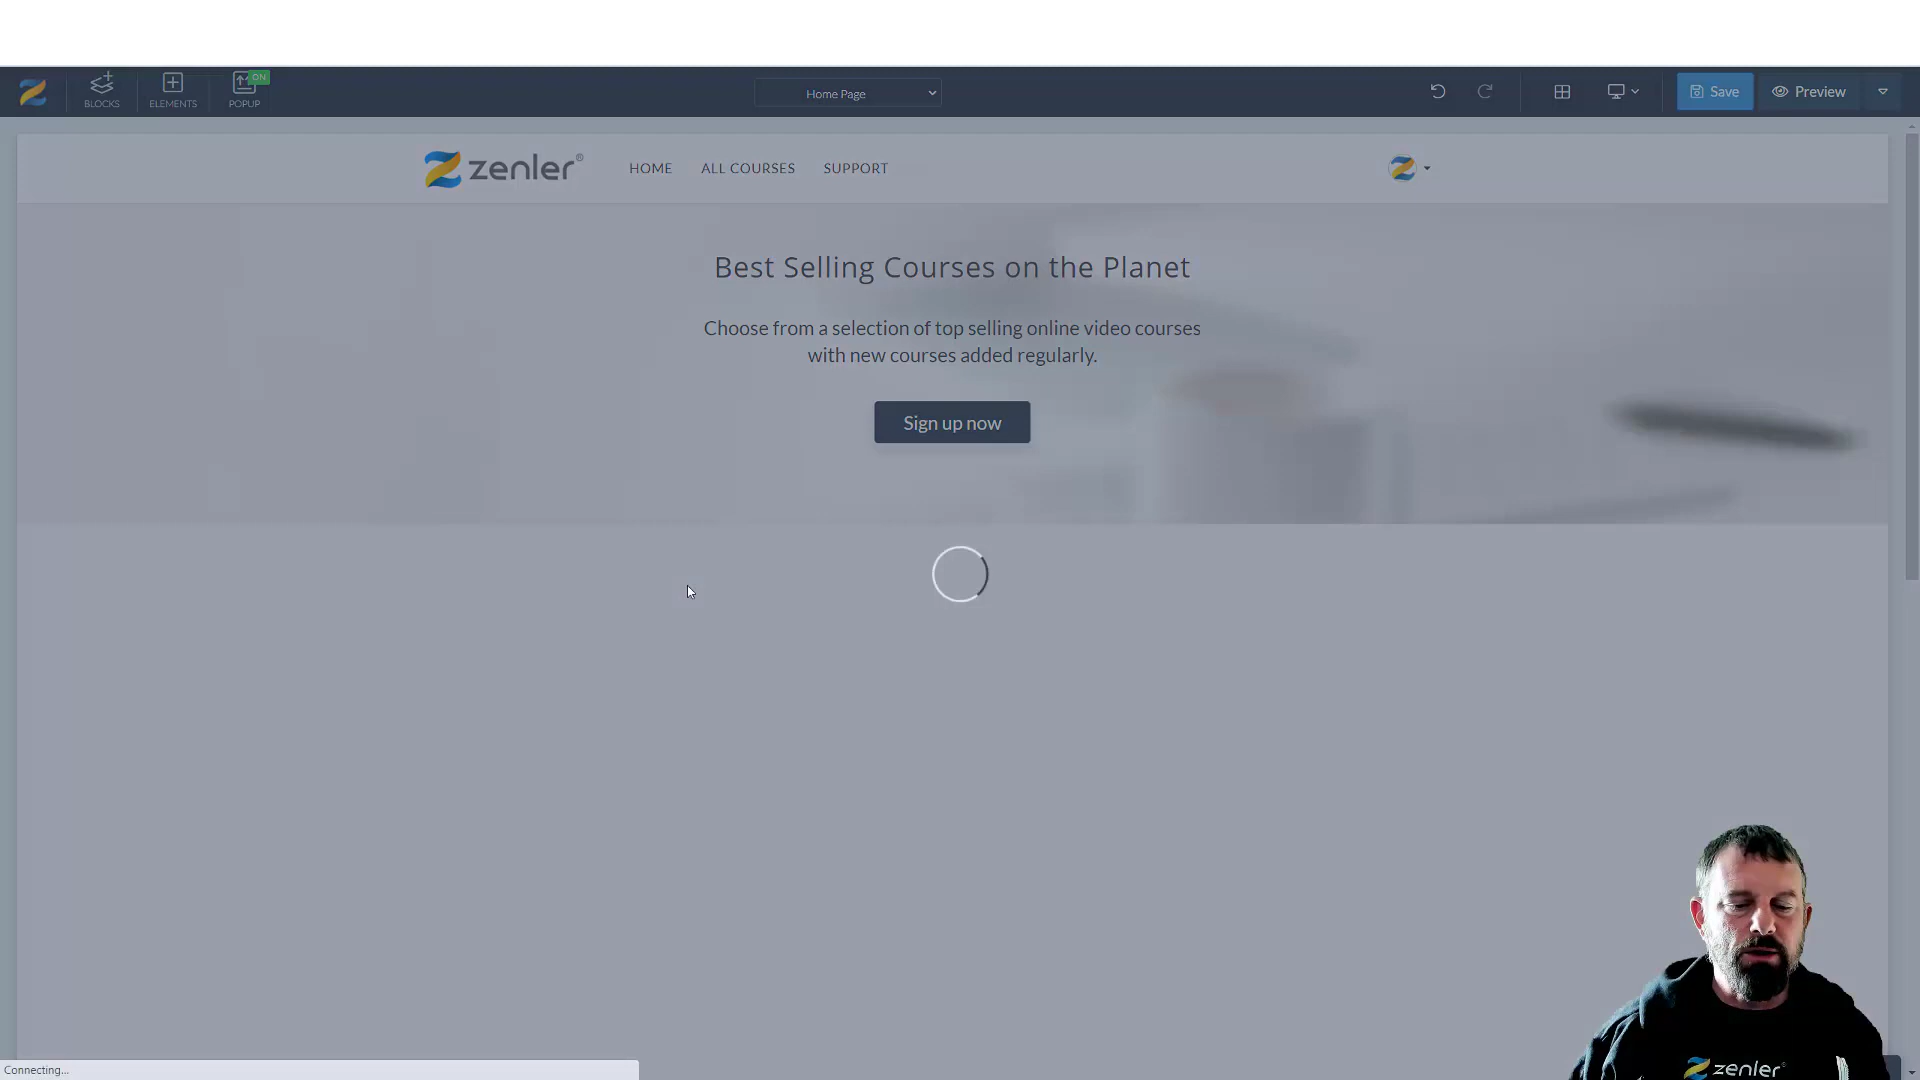 BLOCKS
ELEMENTS
ON
POPUP
Home Page
Save
Preview
zenler®
HOME
ALL COURSES
SUPPORT
Best Selling Courses on the Planet
Choose from a selection of top selling online video courses
with new courses added regularly.
Sign up now
zenler
Connecting...